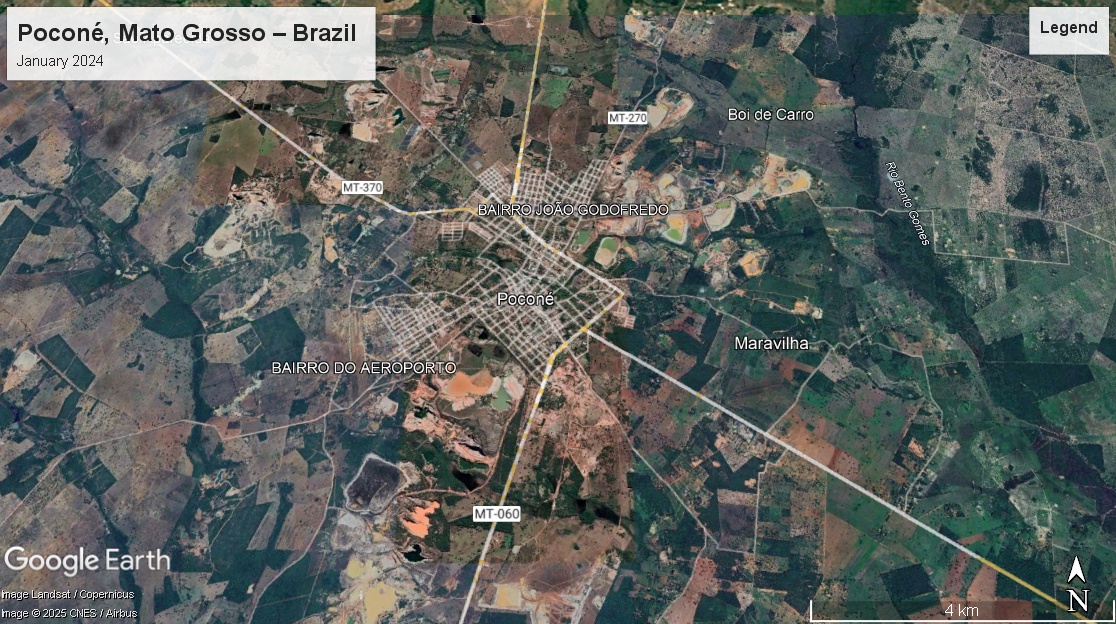 Poconé, Mato Grosso – Brazil
January 2024
Legend
MT-270
Boi de Carro
MT-370
Rio Bento Gomes
BAIRRO JOÃO GODOFREDO
Poconé
Maravilha
BAIRRO DO AEROPORTO
MT-060
Google Earth
Image Landsat / Copernicus
Image © 2025 CNES / Airbus
N
4 km